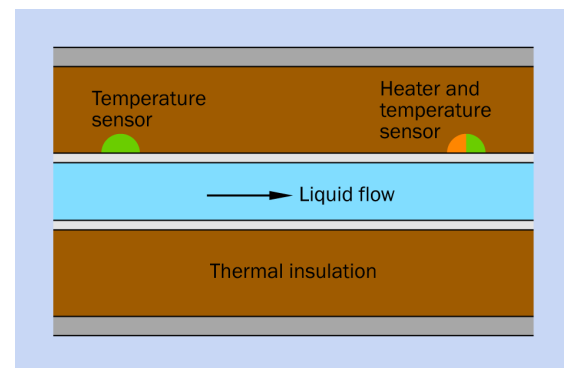 Temperature
sensor
Heater and
temperature
sensor
Liquid flow
Thermal insulation